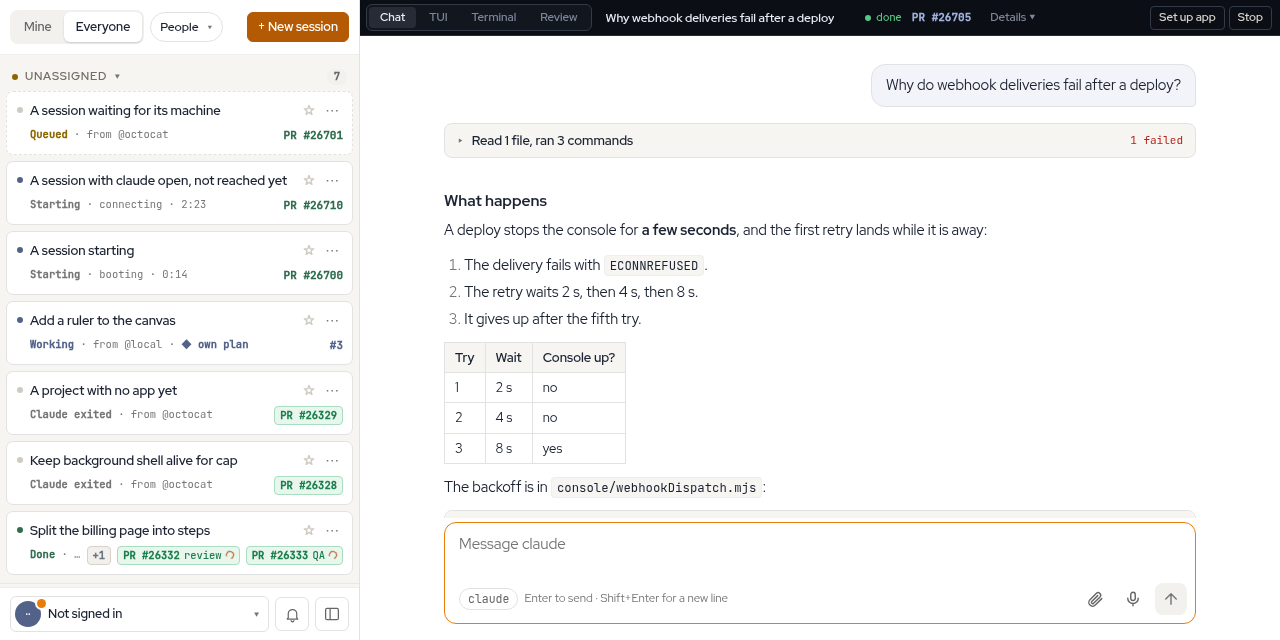 Mine Everyone People ▾ + New session
UNASSIGNED ▾ 7
A session waiting for its machine ☆ ···
Queued · from @octocat PR #26701
A session with claude open, not reached yet ☆ ···
Starting · connecting · 2:23 PR #26710
A session starting ☆ ···
Starting · booting · 0:14 PR #26700
Add a ruler to the canvas ☆ ···
Working · from @local · ◆ own plan #3
A project with no app yet ☆ ···
Claude exited · from @octocat PR #26329
Keep background shell alive for cap ☆ ···
Claude exited · from @octocat PR #26328
Split the billing page into steps ☆ ···
Done · … +1 PR #26332 review PR #26333 QA
Not signed in ▾
Chat TUI Terminal Review Why webhook deliveries fail after a deploy ● done PR #26705 Details ▾ Set up app Stop
Why do webhook deliveries fail after a deploy?
▸ Read 1 file, ran 3 commands 1 failed
What happens
A deploy stops the console for a few seconds, and the first retry lands while it is away:
1. The delivery fails with ECONNREFUSED.
2. The retry waits 2 s, then 4 s, then 8 s.
3. It gives up after the fifth try.
Try Wait Console up?
1 2 s no
2 4 s no
3 8 s yes
The backoff is in console/webhookDispatch.mjs:
Message claude
claude Enter to send · Shift+Enter for a new line